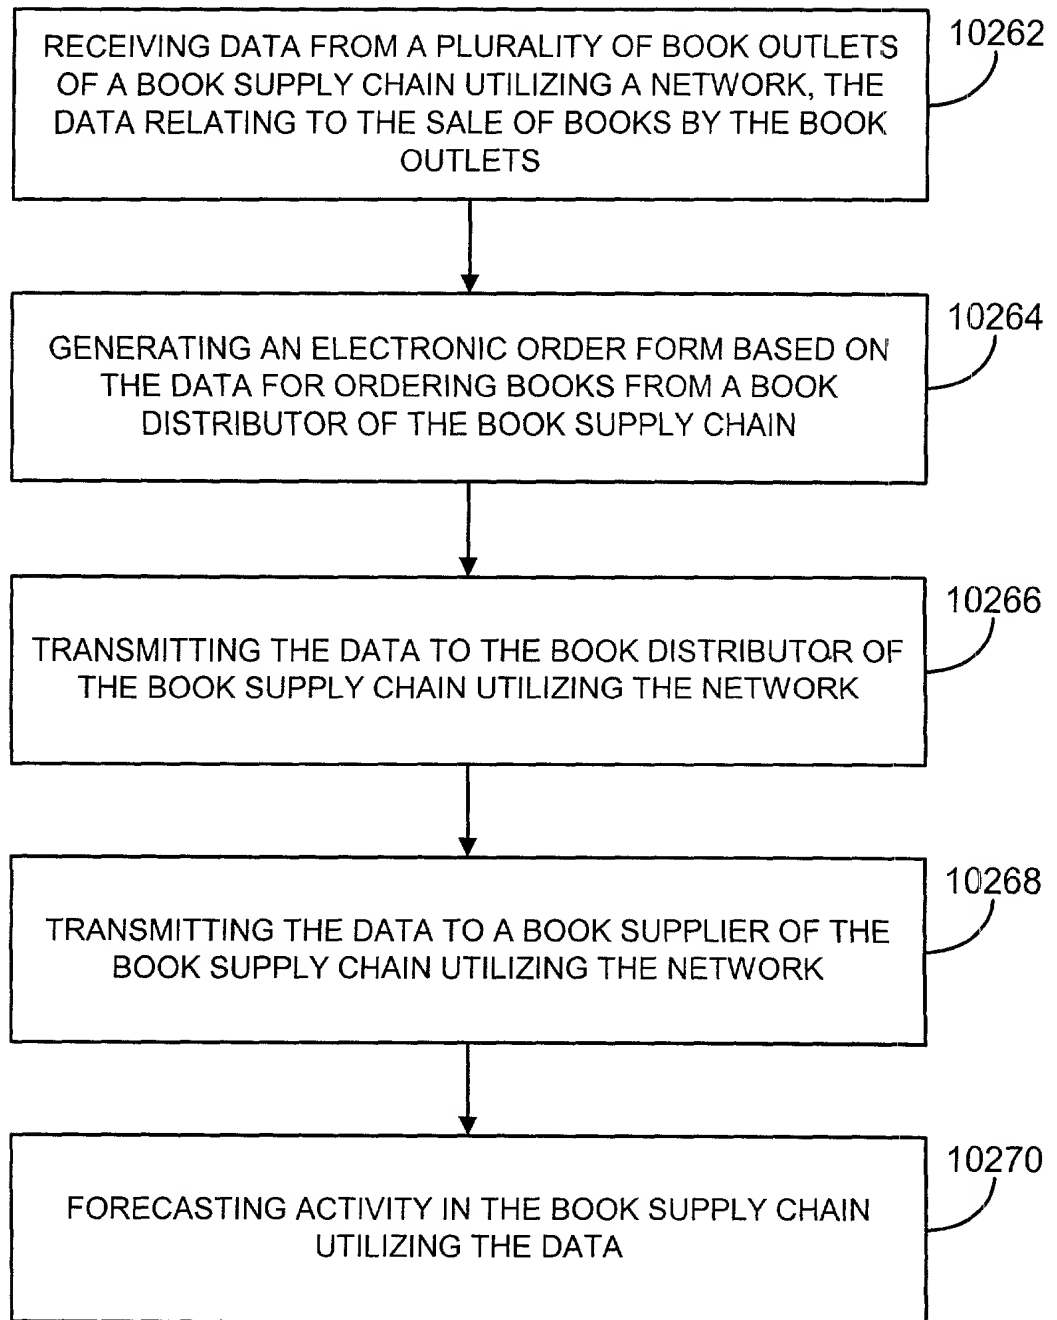 RECEIVING DATA FROM A PLURALITY OF BOOK OUTLETS
OF A BOOK SUPPLY CHAIN UTILIZING A NETWORK, THE
DATA RELATING TO THE SALE OF BOOKS BY THE BOOK
OUTLETS
10262
GENERATING AN ELECTRONIC ORDER FORM BASED ON
THE DATA FOR ORDERING BOOKS FROM A BOOK
DISTRIBUTOR OF THE BOOK SUPPLY CHAIN
10264
TRANSMITTING THE DATA TO THE BOOK DISTRIBUTOR OF
THE BOOK SUPPLY CHAIN UTILIZING THE NETWORK
10266
TRANSMITTING THE DATA TO A BOOK SUPPLIER OF THE
BOOK SUPPLY CHAIN UTILIZING THE NETWORK
10268
FORECASTING ACTIVITY IN THE BOOK SUPPLY CHAIN
UTILIZING THE DATA
10270